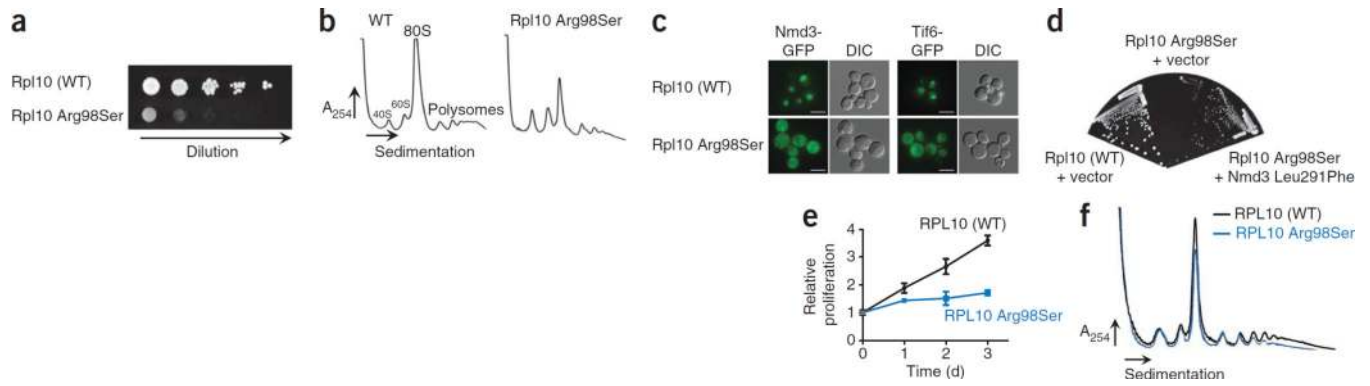 a
Rpl10 (WT)
Rpl10 Arg98Ser
Dilution
b
WT
80S
Rpl10 Arg98Ser
A254
40S
60S
Polysomes
Sedimentation
c
Nmd3-
GFP
DIC
Tif6-
GFP
DIC
Rpl10 (WT)
Rpl10 Arg98Ser
d
Rpl10 Arg98Ser
+ vector
Rpl10 (WT)
+ vector
Rpl10 Arg98Ser
+ Nmd3 Leu291Phe
e
Relative
proliferation
4
3
2
1
0
RPL10 (WT)
RPL10 Arg98Ser
0 1 2 3
Time (d)
f
RPL10 (WT)
RPL10 Arg98Ser
A254
Sedimentation